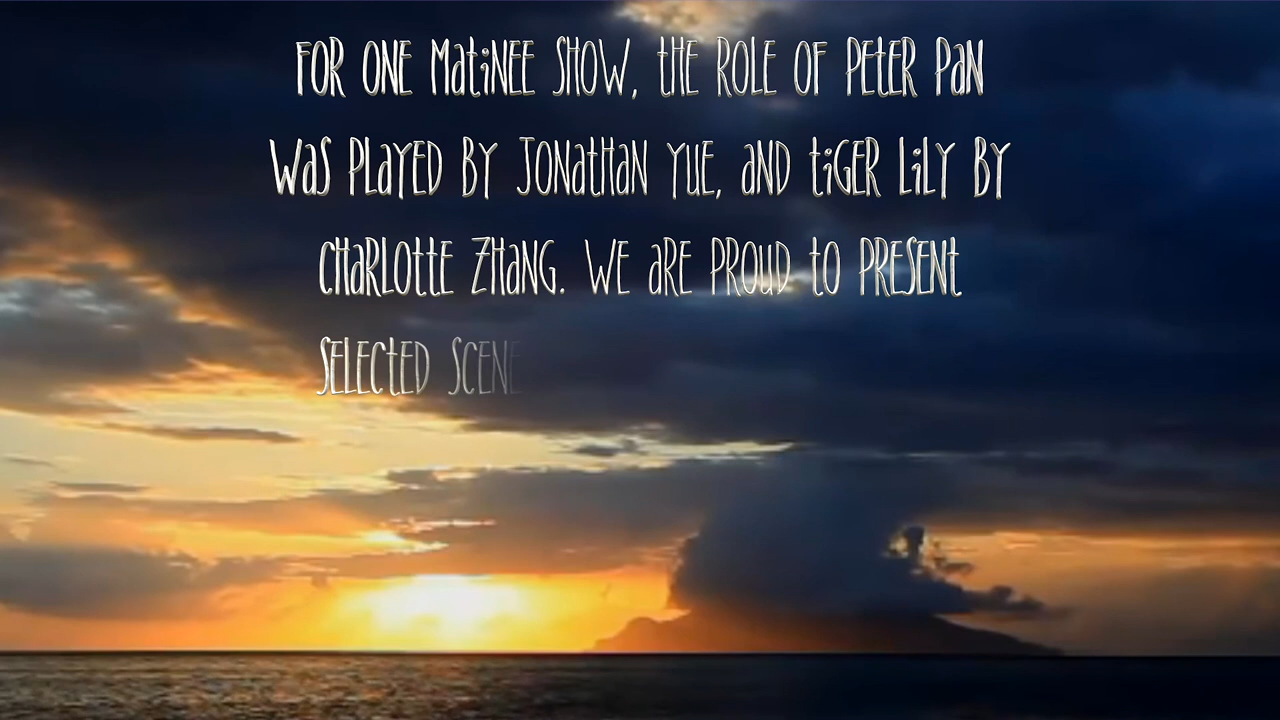 FOR ONE MatiNEE SHOW, tHE ROLE OF PEtER PaN
WaS PLaYED BY JONatHaN YUE, aND tiGER LiLY BY
CHaRLOttE ZHaNG. WE aRE PROUD tO PRESENt
SELECtED SCENE